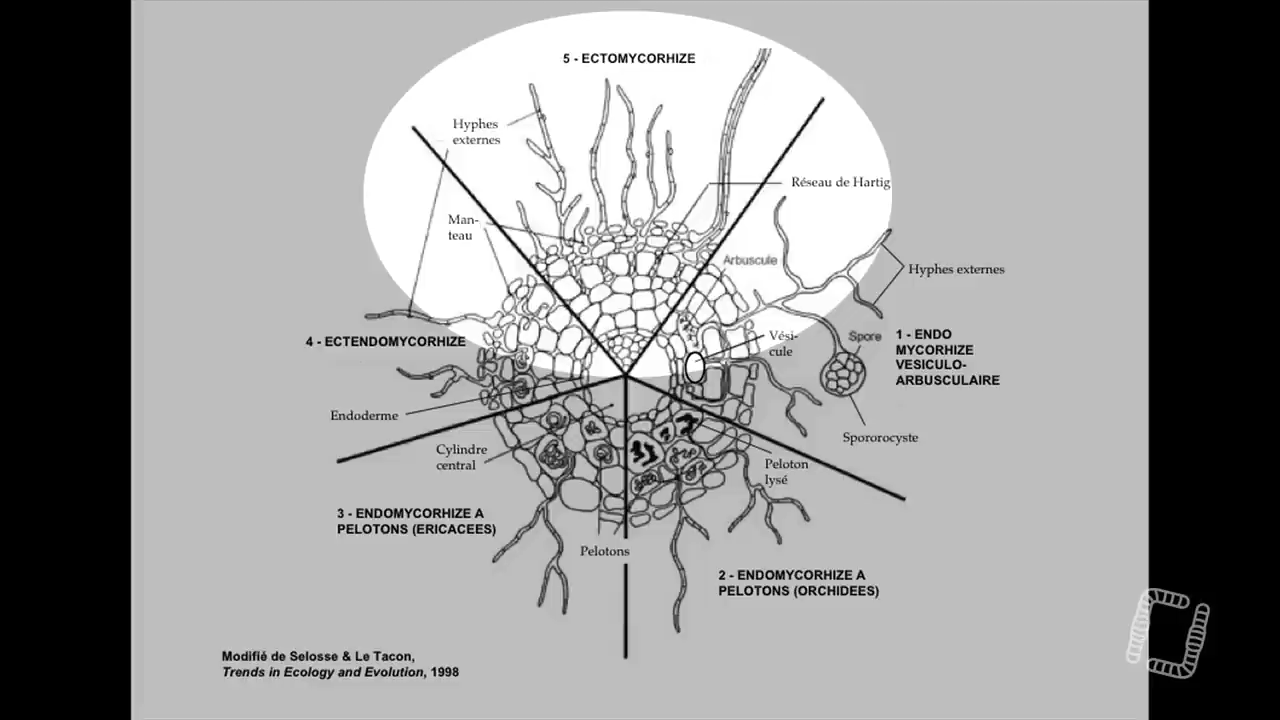 5 - ECTOMYCORHIZE
Hyphes
externes
Réseau de Hartig
Man-
teau
Arbuscule
Hyphes externes
4 - ECTENDOMYCORHIZE
Vési-
cule
Spore
1 - ENDO
MYCORHIZE
VESICULO-
ARBUSCULAIRE
Endoderme
Spororocyste
Cylindre
central
Peloton
lysé
3 - ENDOMYCORHIZE A
PELOTONS (ERICACEES)
Pelotons
2 - ENDOMYCORHIZE A
PELOTONS (ORCHIDEES)
Modifié de Selosse & Le Tacon,
Trends in Ecology and Evolution, 1998